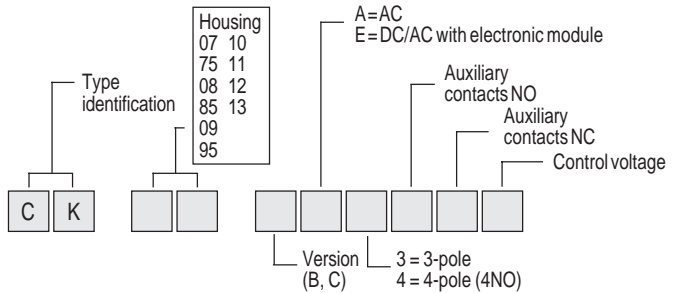 A=AC
E=DC/AC with electronic module
Housing
07 10
75 11
08 12
85 13
09
95
Type
identification
Auxiliary
contacts NO
Auxiliary
contacts NC
Control voltage
C K
Version
(B, C)
3 = 3-pole
4 = 4-pole (4NO)